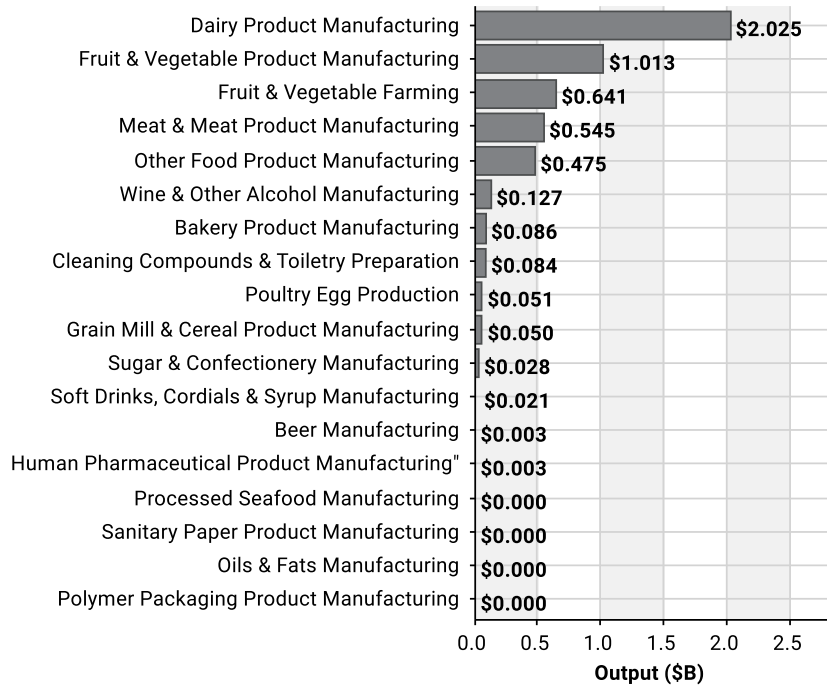 Dairy Product Manufacturing $2.025
Fruit & Vegetable Product Manufacturing $1.013
Fruit & Vegetable Farming $0.641
Meat & Meat Product Manufacturing $0.545
Other Food Product Manufacturing $0.475
Wine & Other Alcohol Manufacturing $0.127
Bakery Product Manufacturing $0.086
Cleaning Compounds & Toiletry Preparation $0.084
Poultry Egg Production $0.051
Grain Mill & Cereal Product Manufacturing $0.050
Sugar & Confectionery Manufacturing $0.028
Soft Drinks, Cordials & Syrup Manufacturing $0.021
Beer Manufacturing $0.003
Human Pharmaceutical Product Manufacturing" $0.003
Processed Seafood Manufacturing $0.000
Sanitary Paper Product Manufacturing $0.000
Oils & Fats Manufacturing $0.000
Polymer Packaging Product Manufacturing $0.000
0.0 0.5 1.0 1.5 2.0 2.5
Output ($B)